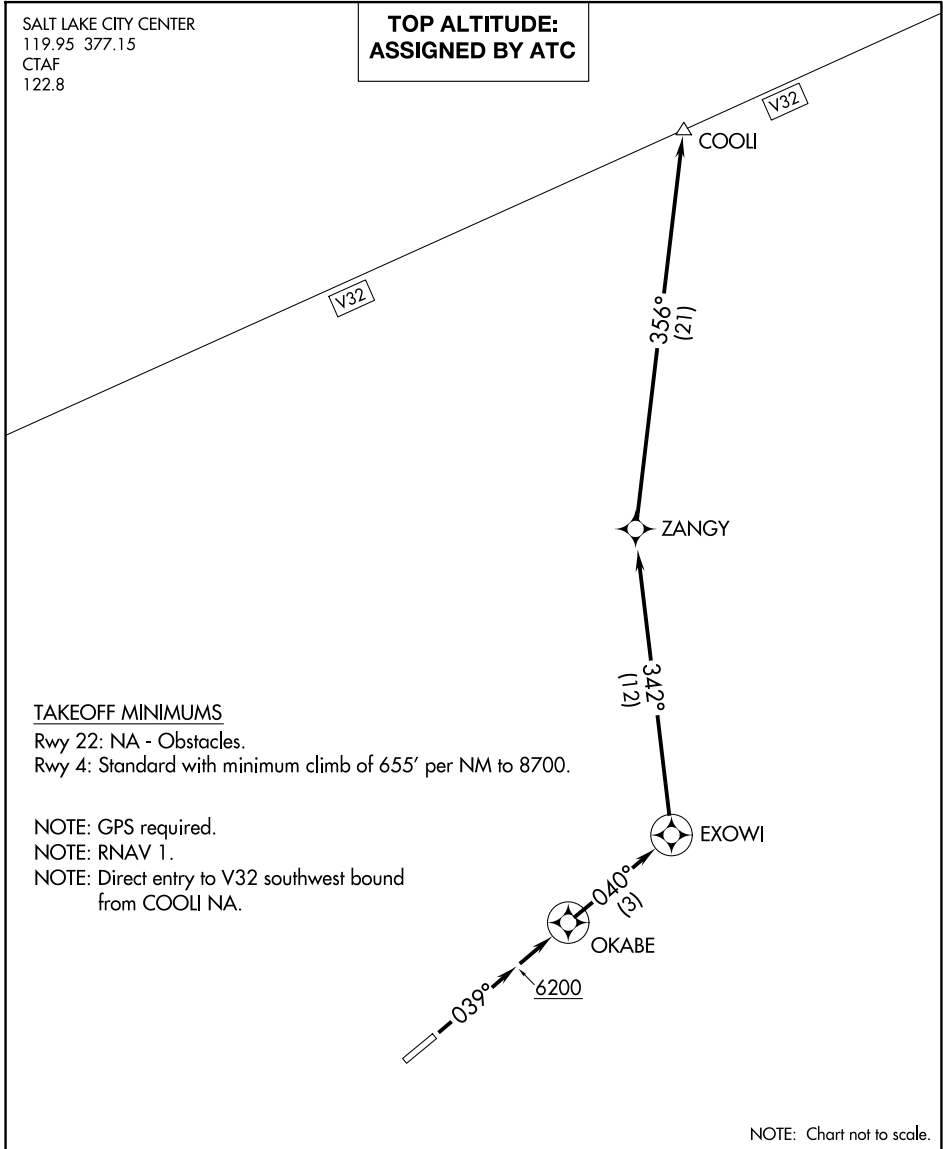 SALT LAKE CITY CENTER
119.95 377.15
CTAF
122.8
TOP ALTITUDE:
ASSIGNED BY ATC
V32
COOLI
V32
356°
(21)
ZANGY
342°
(12)
TAKEOFF MINIMUMS
Rwy 22: NA - Obstacles.
Rwy 4: Standard with minimum climb of 655' per NM to 8700.
NOTE: GPS required.
NOTE: RNAV 1.
NOTE: Direct entry to V32 southwest bound
from COOLI NA.
EXOWI
040°
(3)
OKABE
6200
039°
NOTE: Chart not to scale.